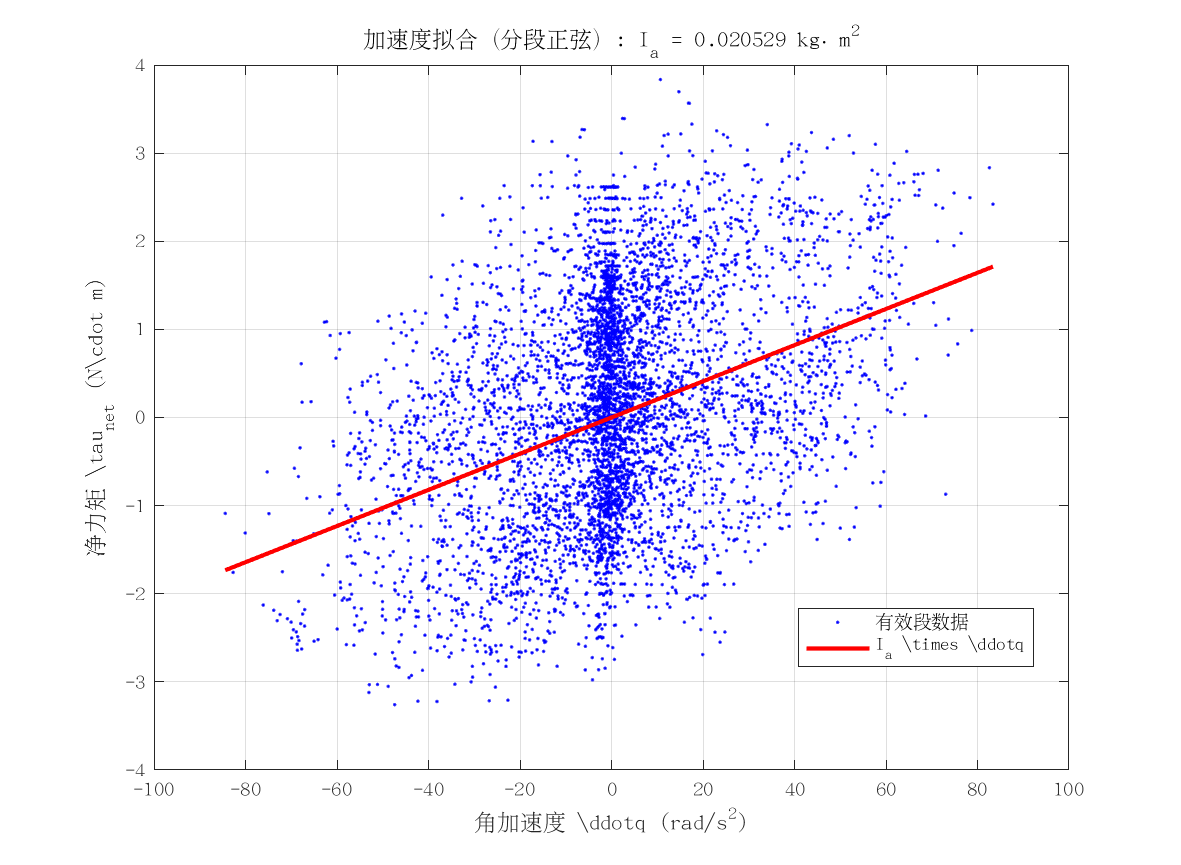 加速度拟合 (分段正弦): I_a = 0.020529 kg·m^2
4
3
2
1
0
-1
-2
-3
-4
净力矩 \tau_net (N\cdot m)
有效段数据
I_a \times \ddotq
-100 -80 -60 -40 -20 0 20 40 60 80 100
角加速度 \ddotq (rad/s^2)